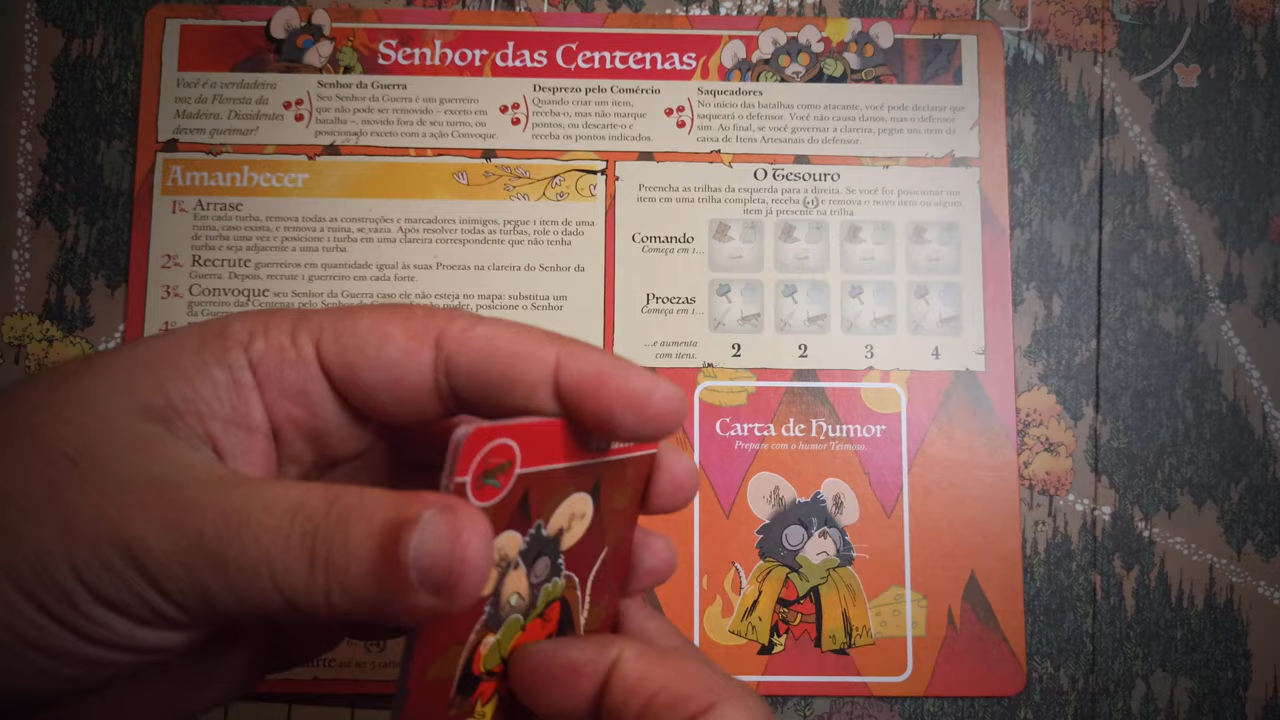 Senhor das Centenas
Você é a verdadeira
voz da Floresta da
Madeira. Dissidentes
devem queimar!
Senhor da Guerra
Seu Senhor da Guerra é um guerreiro
que não pode ser removido – exceto em
batalha –, movido fora de seu turno, ou
posicionado exceto com a ação Convoque.
Desprezo pelo Comércio
Quando criar um item,
receba-o, mas não marque
pontos; ou descarte-o e
receba os pontos indicados.
Saqueadores
No início das batalhas como atacante, você pode declarar que
saqueará o defensor. Você não causa danos, mas o defensor
sim. Ao final, se você governar a clareira, pegue um item da
caixa de Itens Artesanais do defensor.
Amanhecer
1º Arrase
Em cada turba, remova todas as construções e marcadores inimigos, pegue 1 item de uma
ruína, caso exista, e remova a ruína, se vazia. Após resolver todas as turbas, role o dado
de turba uma vez e posicione 1 turba em uma clareira correspondente que não tenha
turba e seja adjacente a uma turba.
2º Recrute guerreiros em quantidade igual às suas Proezas na clareira do Senhor da
Guerra. Depois, recrute 1 guerreiro em cada forte.
3º Convoque seu Senhor da Guerra caso ele não esteja no mapa: substitua um
guerreiro das Centenas pelo Senhor da Guerra puder, posicione o Senhor
da Guerra
4º
O Tesouro
Preencha as trilhas da esquerda para a direita. Se você for posicionar um
item em uma trilha completa, receba +1 e remova o novo item ou algum
item já presente na trilha
Comando
Começa em 1...
Proezas
Começa em 1...
...e aumenta
com itens.
2 2 3 4
Carta de Humor
Prepare com o humor Teimoso.